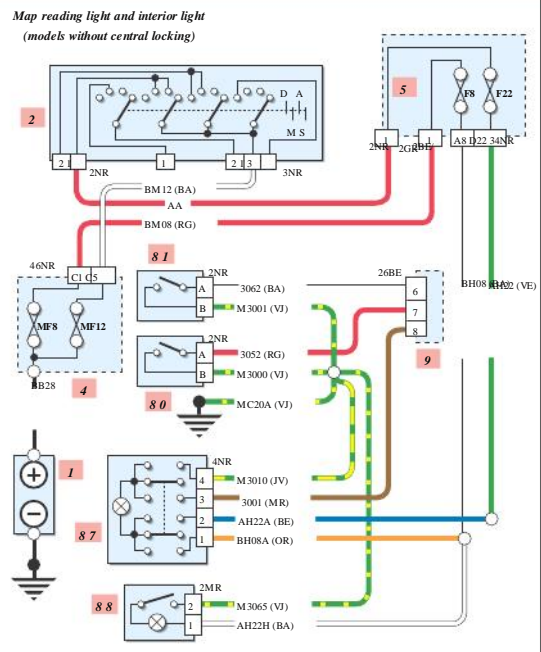 Map reading light and interior light
(models without central locking)
5
F8
F22
D A
M S
2
2 1
2NR
1
2 1 3
3NR
1
2NR
2GR
1
2BE
A8 D22 34NR
BM12 (BA)
AA
BM08 (RG)
46NR
C1 C5
MF8
MF12
BB28
4
81
2NR
A
3062 (BA)
B
M3001 (VJ)
26BE
6
7
8
9
BH08 (BA)
AH22 (VE)
2NR
A
3052 (RG)
B
M3000 (VJ)
80
MC20A (VJ)
1
4NR
4
M3010 (JV)
3
3001 (MR)
2
AH22A (BE)
1
BH08A (OR)
87
88
2MR
2
M3065 (VJ)
1
AH22H (BA)